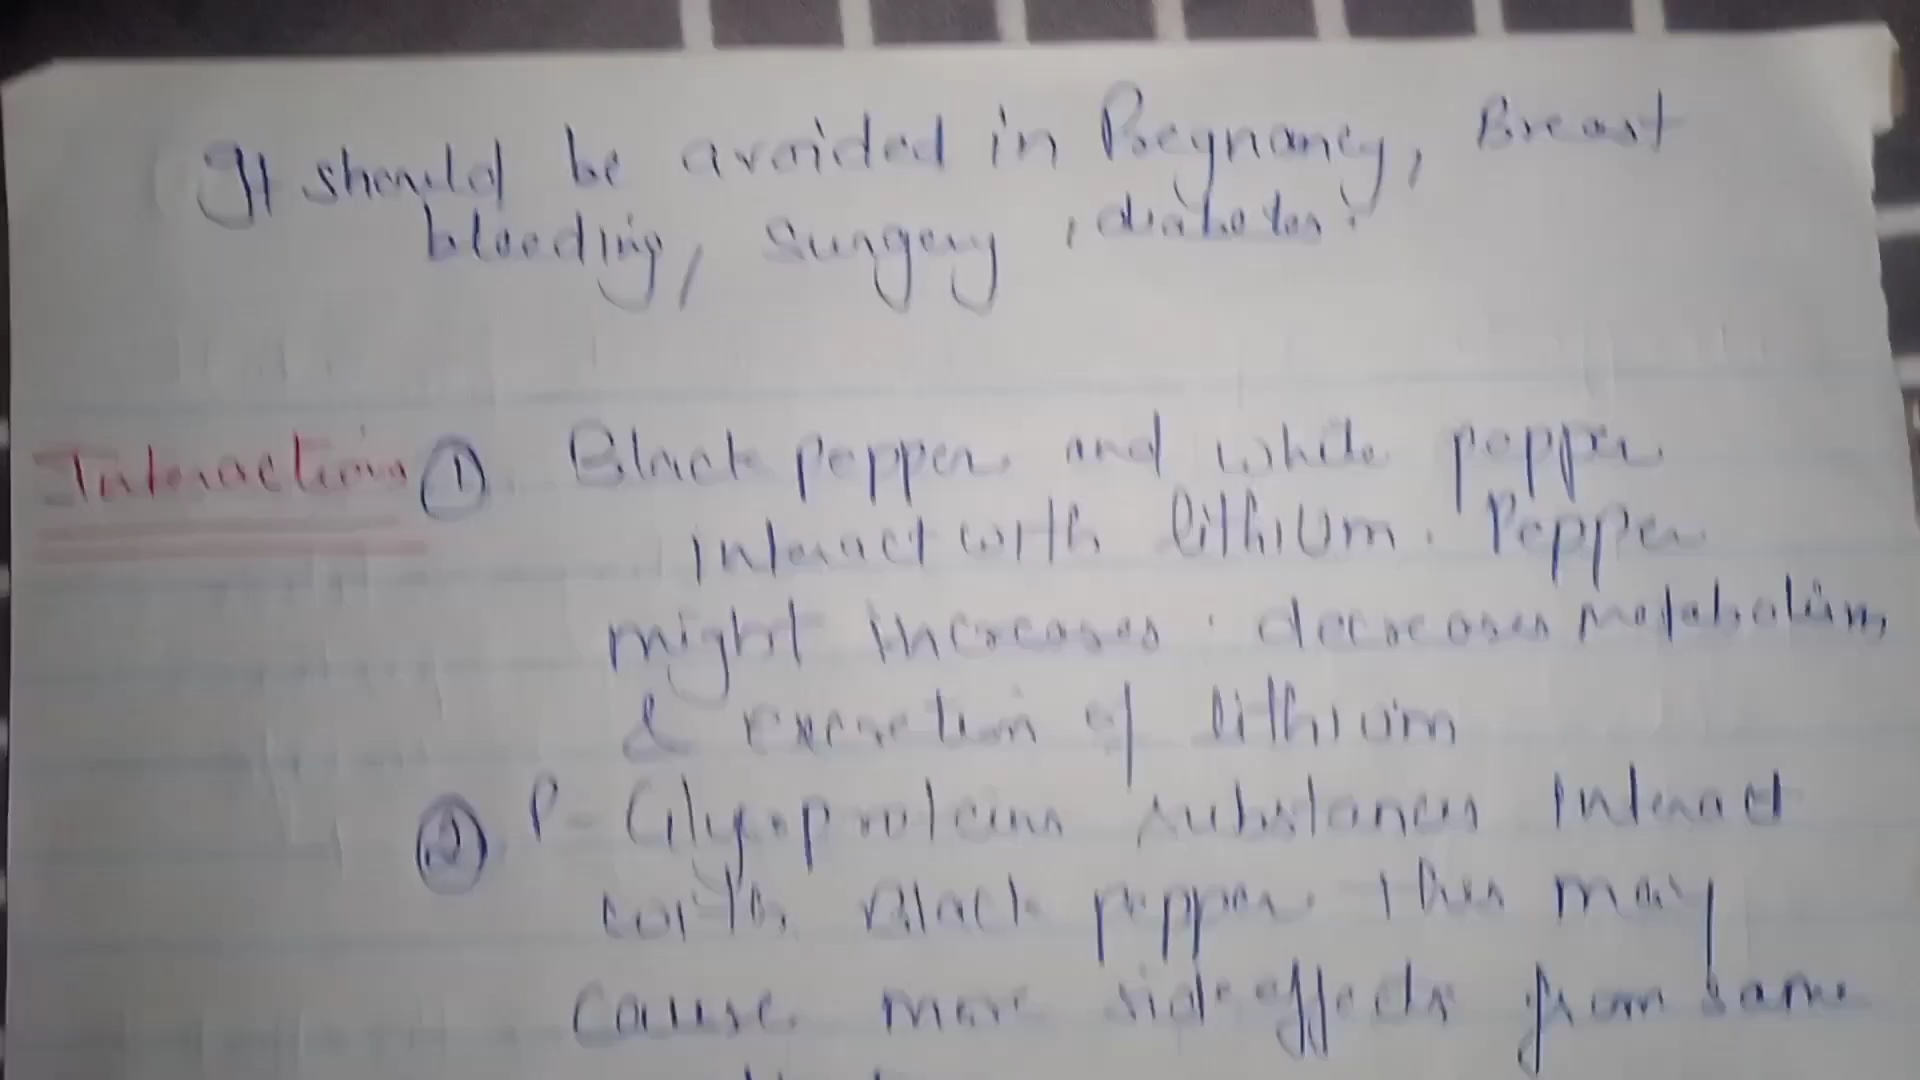 It should be avoided in Pregnancy, Breast
bleeding, surgery, diabetes.
Interaction ① Black pepper and white pepper
interact with lithium. Pepper
might increases decreases metabolism
& excretion of lithium
② P-Glycoproteins substances interact
with Black pepper this may
cause more side effects from same